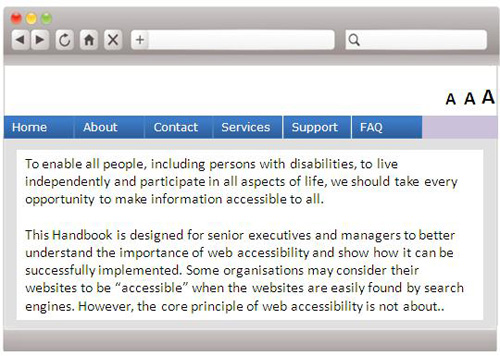 A A A
Home About Contact Services Support FAQ
To enable all people, including persons with disabilities, to live
independently and participate in all aspects of life, we should take every
opportunity to make information accessible to all.
This Handbook is designed for senior executives and managers to better
understand the importance of web accessibility and show how it can be
successfully implemented. Some organisations may consider their
websites to be “accessible” when the websites are easily found by search
engines. However, the core principle of web accessibility is not about..